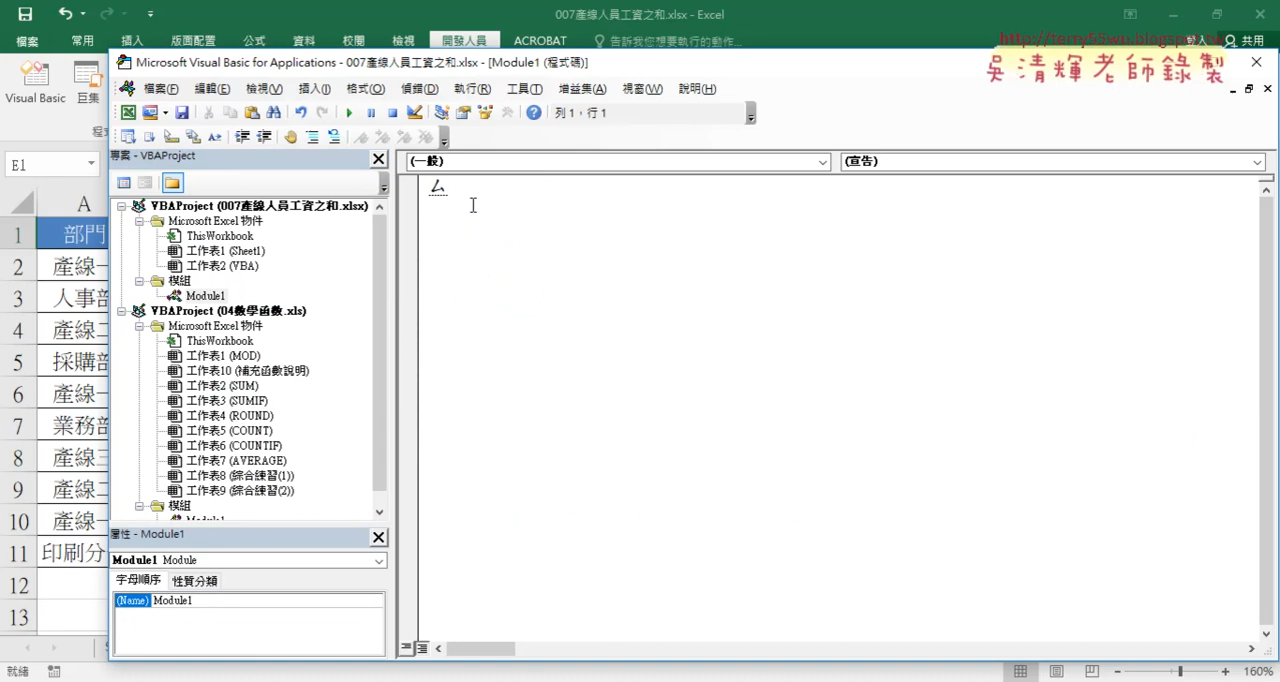 007產線人員工資之和.xlsx - Excel
檔案 常用 插入 版面配置 公式 資料 校閱 檢視 開發人員 ACROBAT 告訴我您想要執行的動作... 登入 共用
http://terry55wu.blogspot.tw
吳清輝老師錄製
Visual Basic 巨集
Microsoft Visual Basic for Applications - 007產線人員工資之和.xlsx - [Module1 (程式碼)]
檔案(F) 編輯(E) 檢視(V) 插入(I) 格式(O) 偵錯(D) 執行(R) 工具(T) 增益集(A) 視窗(W) 說明(H)
列 1，行 1
專案 - VBAProject
(一般) (宣告)
ㄙ
VBAProject (007產線人員工資之和.xlsx)
Microsoft Excel 物件
ThisWorkbook
工作表1 (Sheet1)
工作表2 (VBA)
模組
Module1
VBAProject (04數學函數.xls)
Microsoft Excel 物件
ThisWorkbook
工作表1 (MOD)
工作表10 (補充函數說明)
工作表2 (SUM)
工作表3 (SUMIF)
工作表4 (ROUND)
工作表5 (COUNT)
工作表6 (COUNTIF)
工作表7 (AVERAGE)
工作表8 (綜合練習(1))
工作表9 (綜合練習(2))
模組
Module1
屬性 - Module1
Module1 Module
字母順序 性質分類
(Name) Module1
E1
A
1 部門
2 產線一
3 人事部
4 產線二
5 採購部
6 產線一
7 業務部
8 產線三
9 產線二
10 產線一
11 印刷分
12
13
就緒
160%